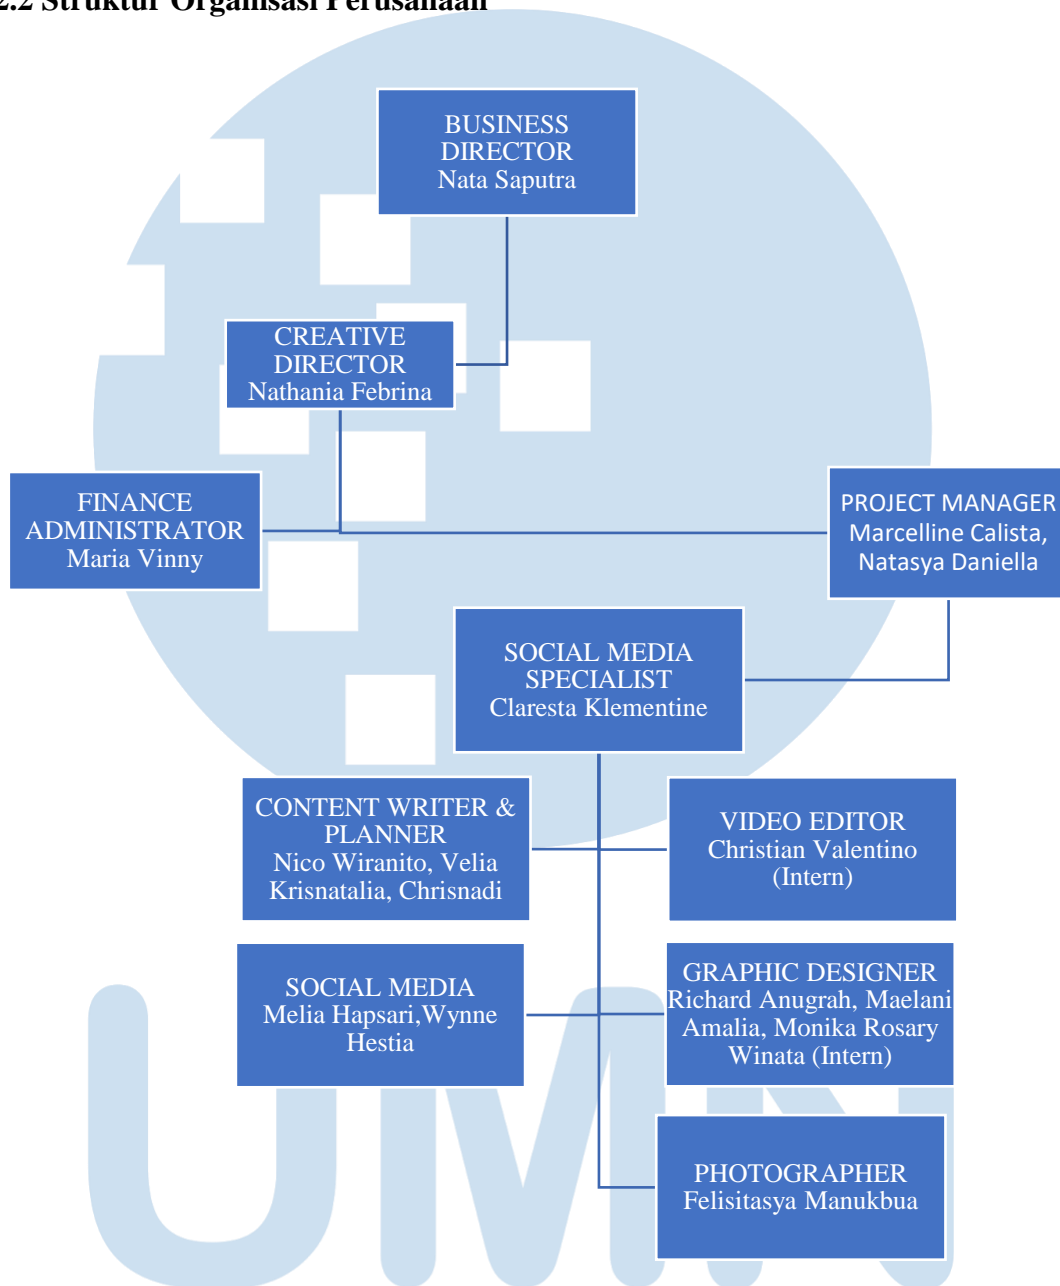 2.2 Struktur Organisasi Perusahaan
BUSINESS
DIRECTOR
Nata Saputra
CREATIVE
DIRECTOR
Nathania Febrina
FINANCE
ADMINISTRATOR
Maria Vinny
PROJECT MANAGER
Marcelline Calista,
Natasya Daniella
SOCIAL MEDIA
SPECIALIST
Claresta Klementine
CONTENT WRITER &
PLANNER
Nico Wiranito, Velia
Krisnatalia, Chrisnadi
VIDEO EDITOR
Christian Valentino
(Intern)
SOCIAL MEDIA
Melia Hapsari,Wynne
Hestia
GRAPHIC DESIGNER
Richard Anugrah, Maelani
Amalia, Monika Rosary
Winata (Intern)
PHOTOGRAPHER
Felisitasya Manukbua
UMN